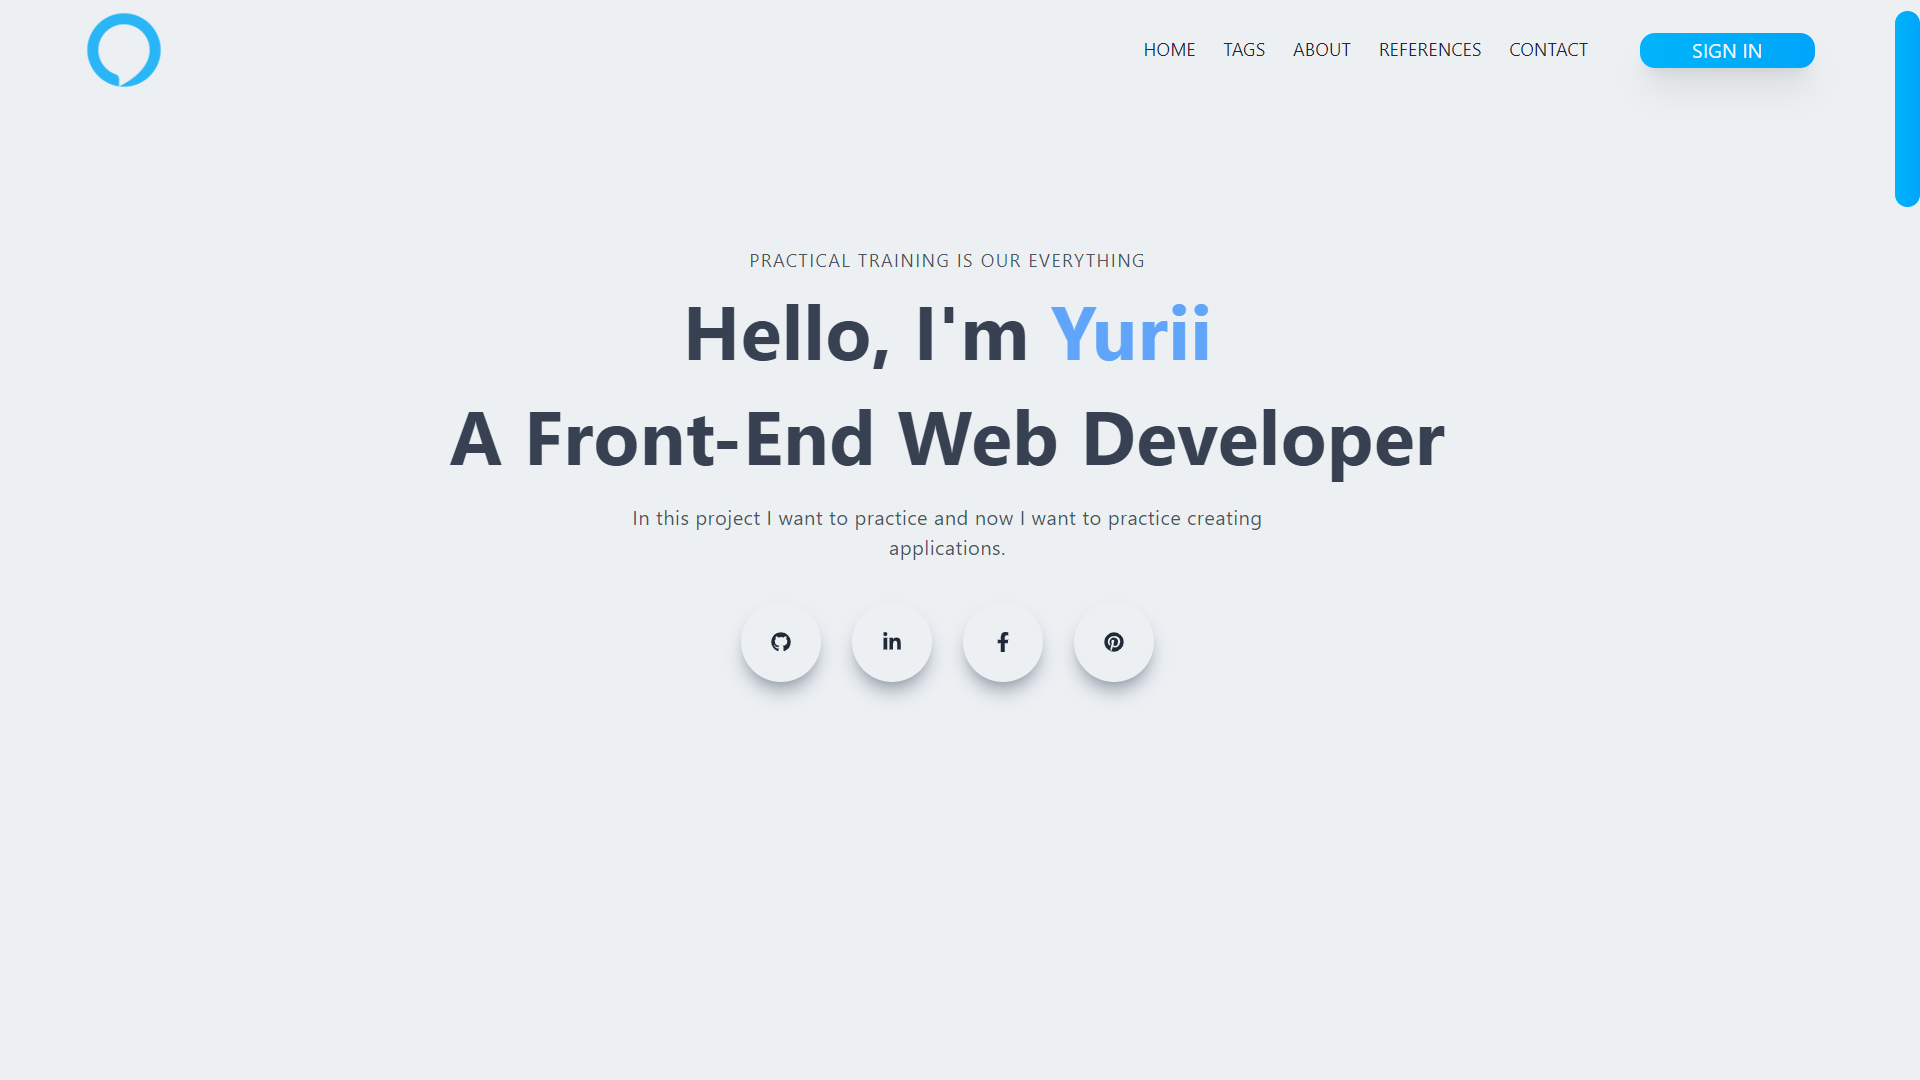 HOME TAGS ABOUT REFERENCES CONTACT SIGN IN
PRACTICAL TRAINING IS OUR EVERYTHING
Hello, I'm Yurii
A Front-End Web Developer
In this project I want to practice and now I want to practice creating
applications.